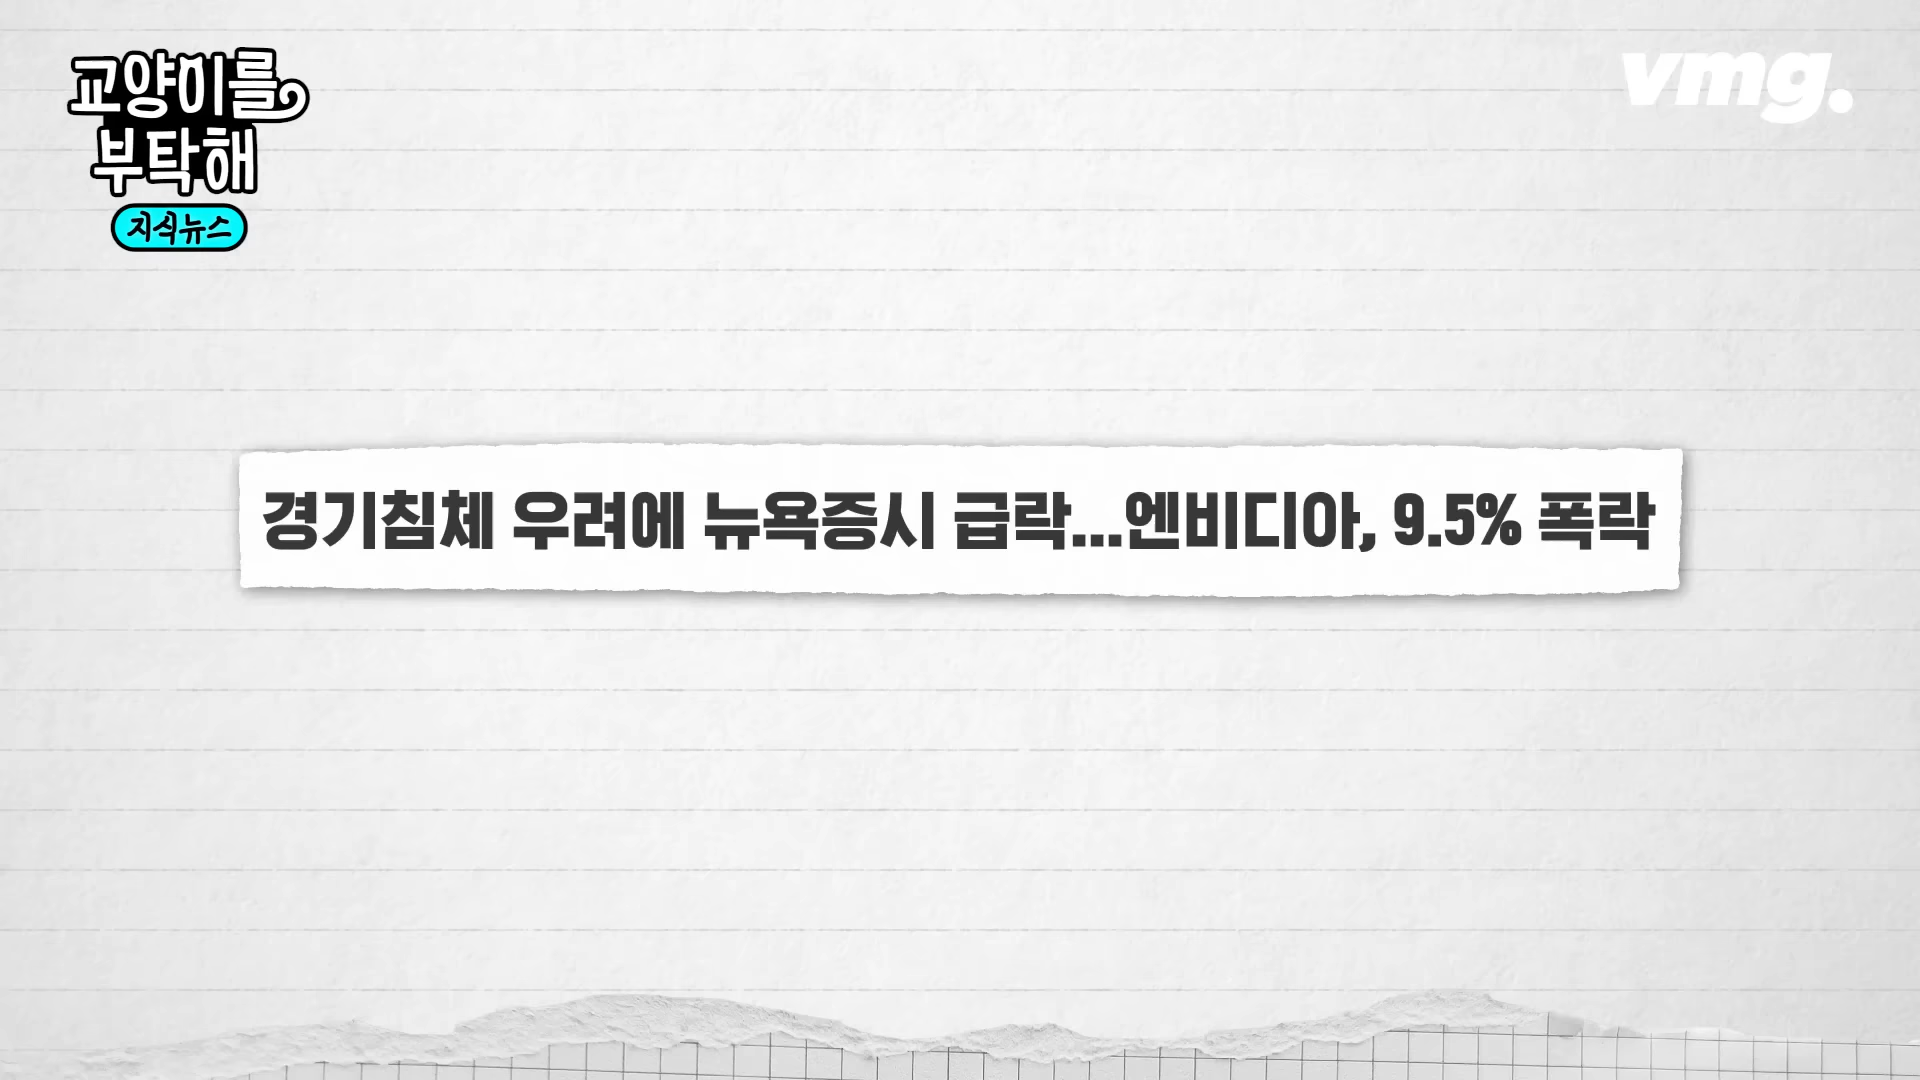 교양이를
부탁해
지식뉴스
vmg.
경기침체 우려에 뉴욕증시 급락...엔비디아, 9.5% 폭락